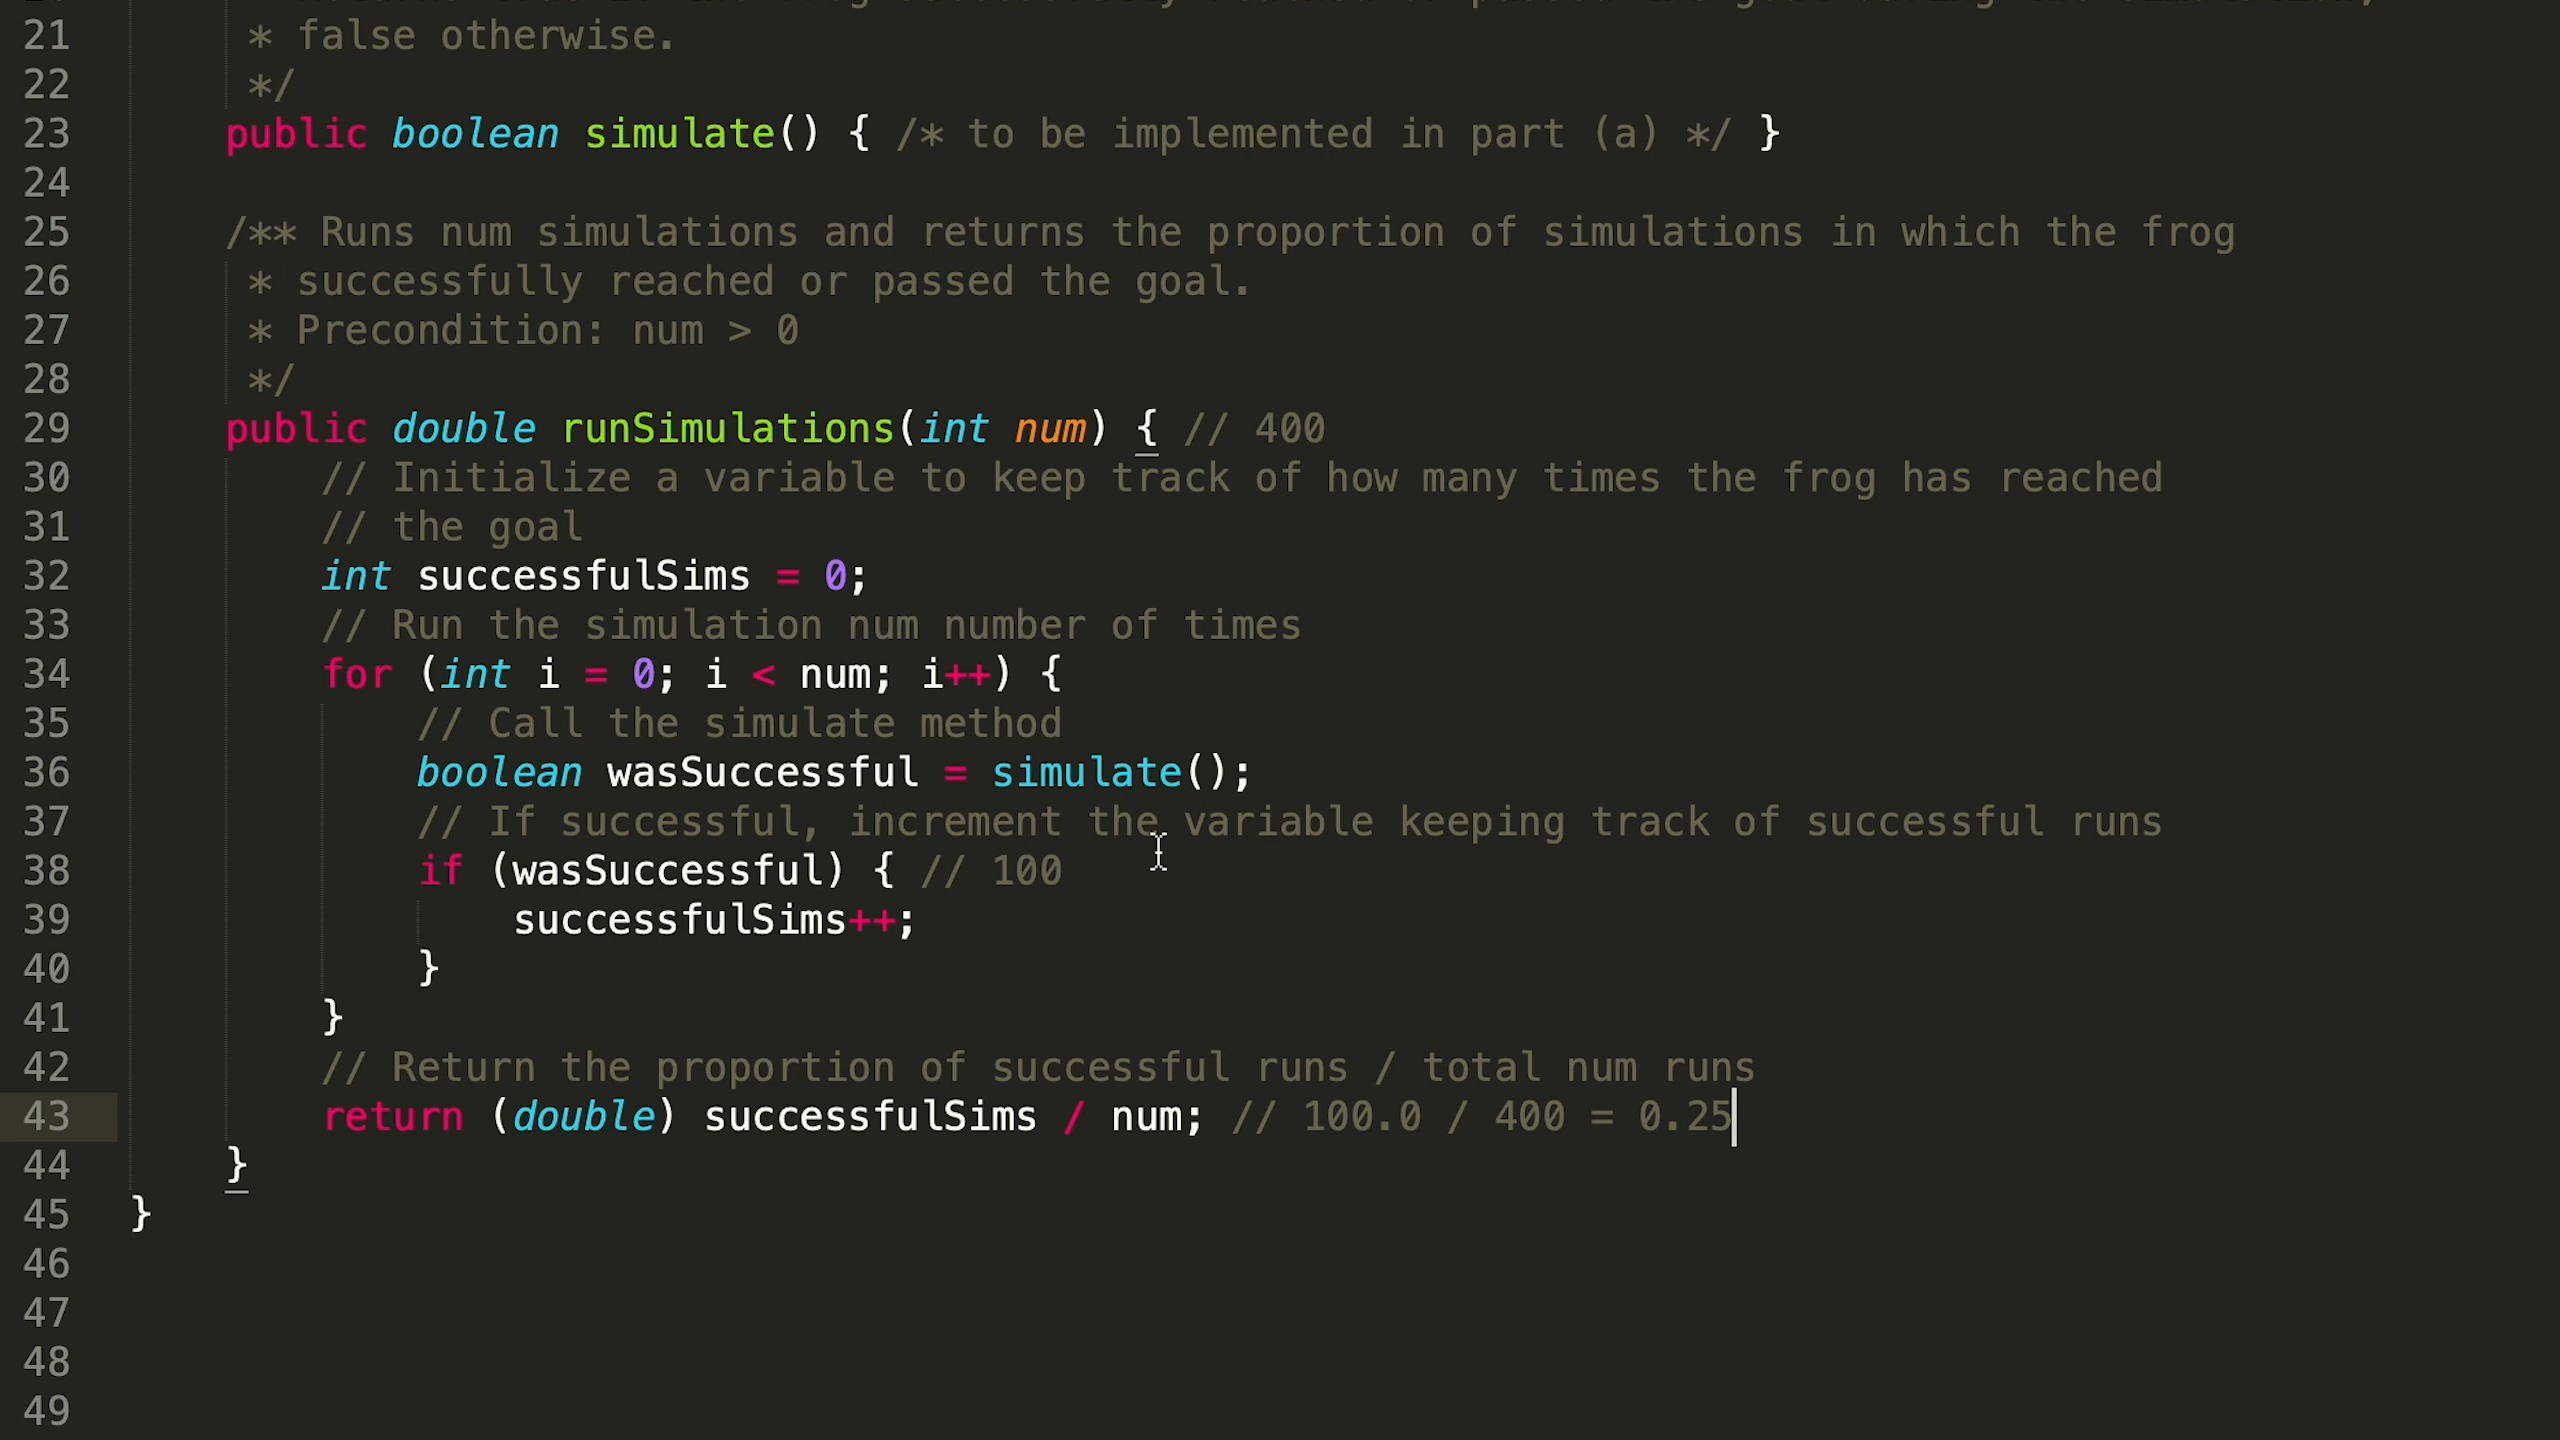 21 * false otherwise.
22 */
23 public boolean simulate() { /* to be implemented in part (a) */ }
24
25 /** Runs num simulations and returns the proportion of simulations in which the frog
26 * successfully reached or passed the goal.
27 * Precondition: num > 0
28 */
29 public double runSimulations(int num) { // 400
30 // Initialize a variable to keep track of how many times the frog has reached
31 // the goal
32 int successfulSims = 0;
33 // Run the simulation num number of times
34 for (int i = 0; i < num; i++) {
35 // Call the simulate method
36 boolean wasSuccessful = simulate();
37 // If successful, increment the variable keeping track of successful runs
38 if (wasSuccessful) { // 100
39 successfulSims++;
40 }
41 }
42 // Return the proportion of successful runs / total num runs
43 return (double) successfulSims / num; // 100.0 / 400 = 0.25
44 }
45 }
46
47
48
49